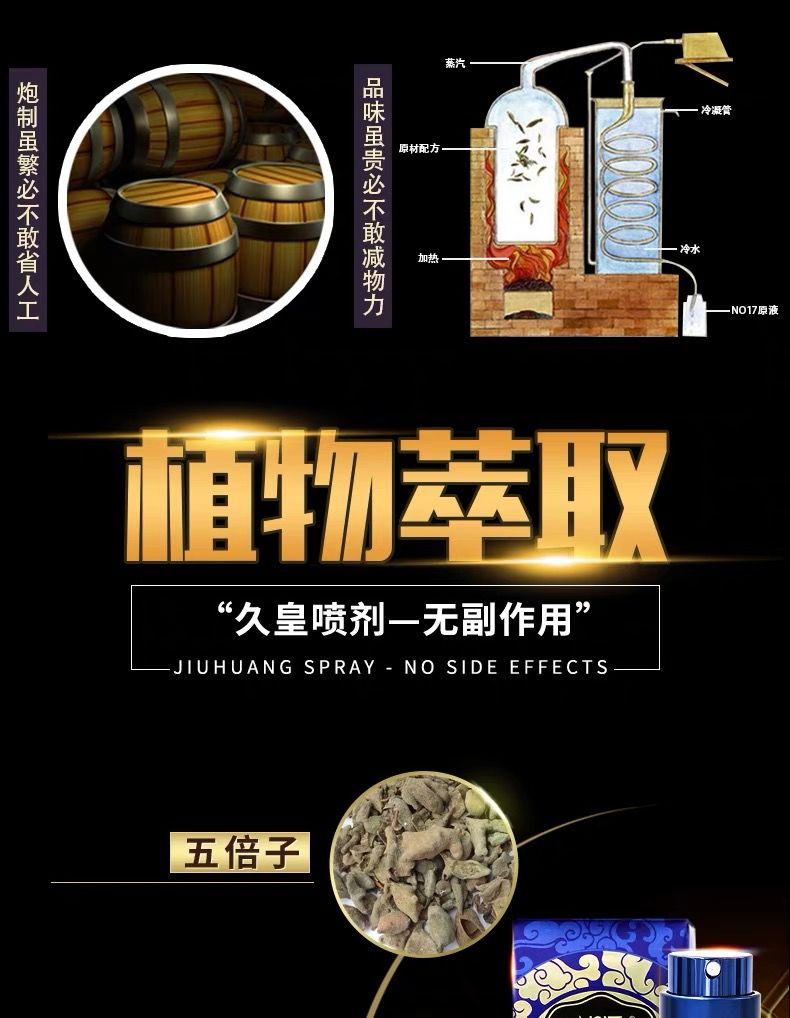 炮制虽繁必不敢省人工
品味虽贵必不敢减物力
蒸汽
冷凝管
原材配方
冷水
加热
NO17原液
植物萃取
“久皇喷剂—无副作用”
JIUHUANG SPRAY - NO SIDE EFFECTS
五倍子